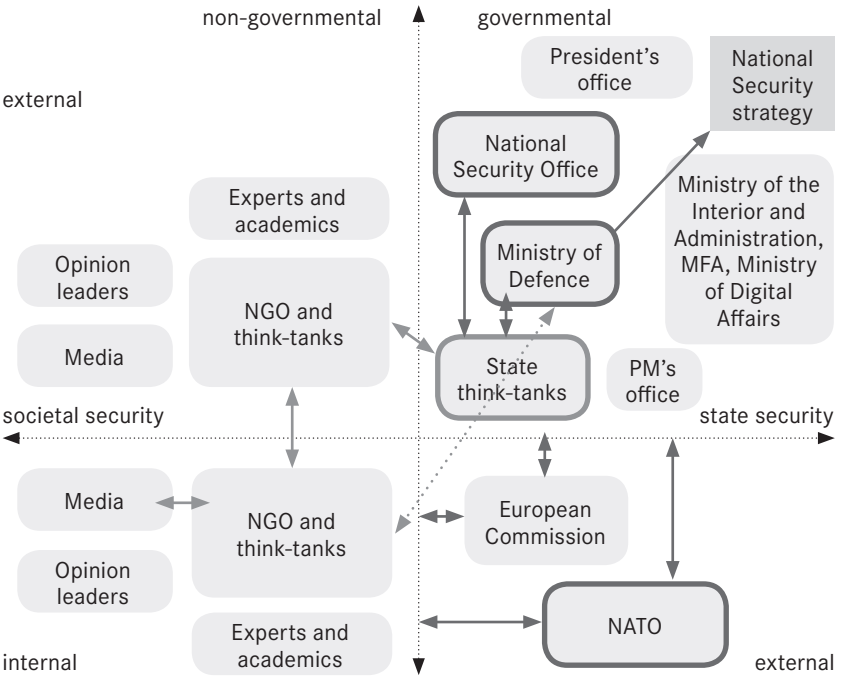 non-governmental
governmental
external
President's
office
National
Security
strategy
National
Security Office
Experts and
academics
Ministry of the
Interior and
Administration,
MFA, Ministry
of Digital
Affairs
Opinion
leaders
NGO and
think-tanks
Ministry of
Defence
Media
State
think-tanks
PM's
office
societal security
state security
Media
NGO and
think-tanks
European
Commission
Opinion
leaders
Experts and
academics
NATO
internal
external